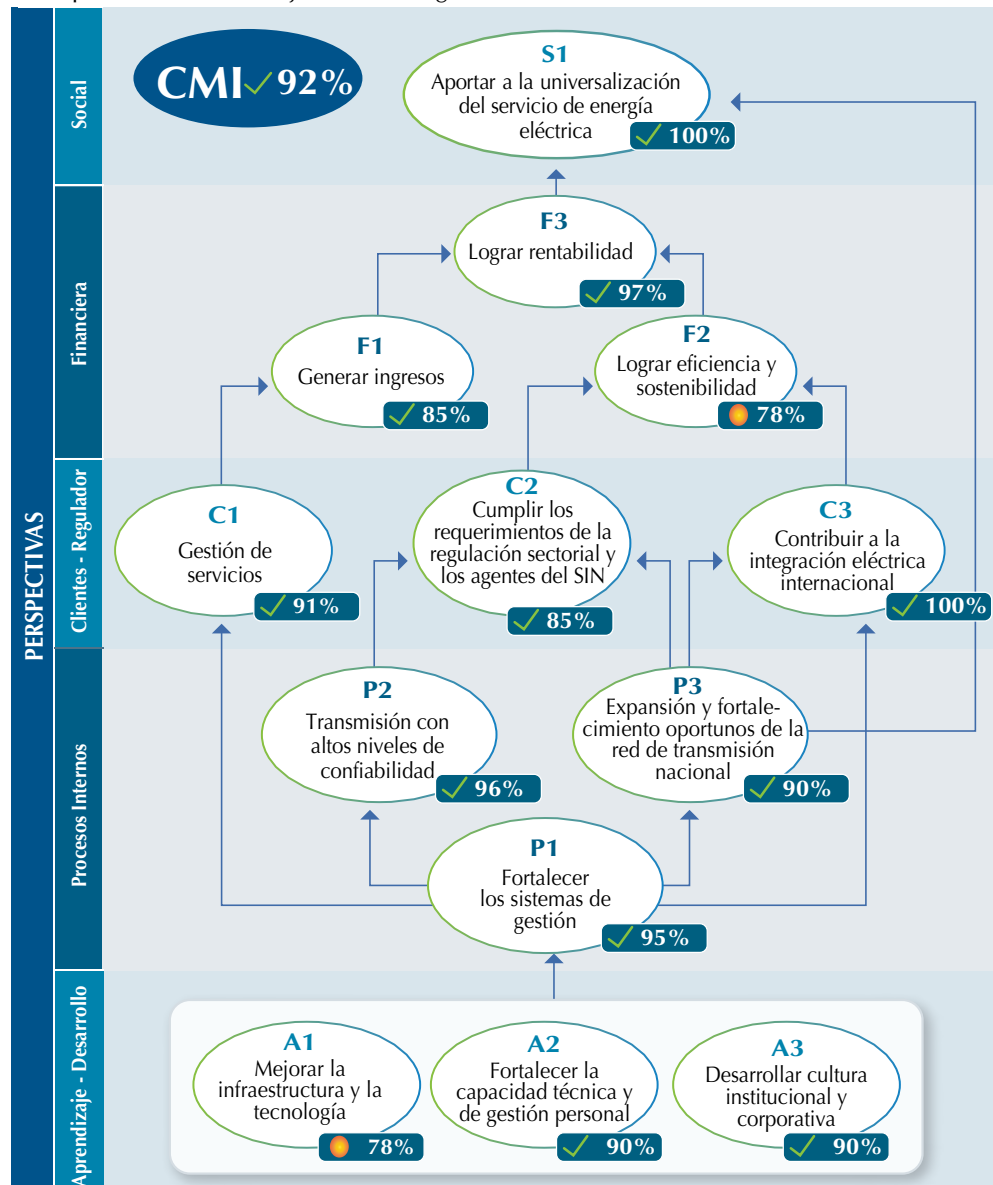 PERSPECTIVAS
Social
CMI 92%
S1
Aportar a la universalización
del servicio de energía
eléctrica
100%
Financiera
F3
Lograr rentabilidad
97%
F1
Generar ingresos
85%
F2
Lograr eficiencia y
sostenibilidad
78%
Clientes - Regulador
C1
Gestión de
servicios
91%
C2
Cumplir los
requerimientos de la
regulación sectorial y
los agentes del SIN
85%
C3
Contribuir a la
integración eléctrica
internacional
100%
Procesos Internos
P2
Transmisión con
altos niveles de
confiabilidad
96%
P3
Expansión y fortale-
cimiento oportunos de la
red de transmisión
nacional
90%
P1
Fortalecer
los sistemas de
gestión
95%
Aprendizaje - Desarrollo
A1
Mejorar la
infraestructura y la
tecnología
78%
A2
Fortalecer la
capacidad técnica y
de gestión personal
90%
A3
Desarrollar cultura
institucional y
corporativa
90%